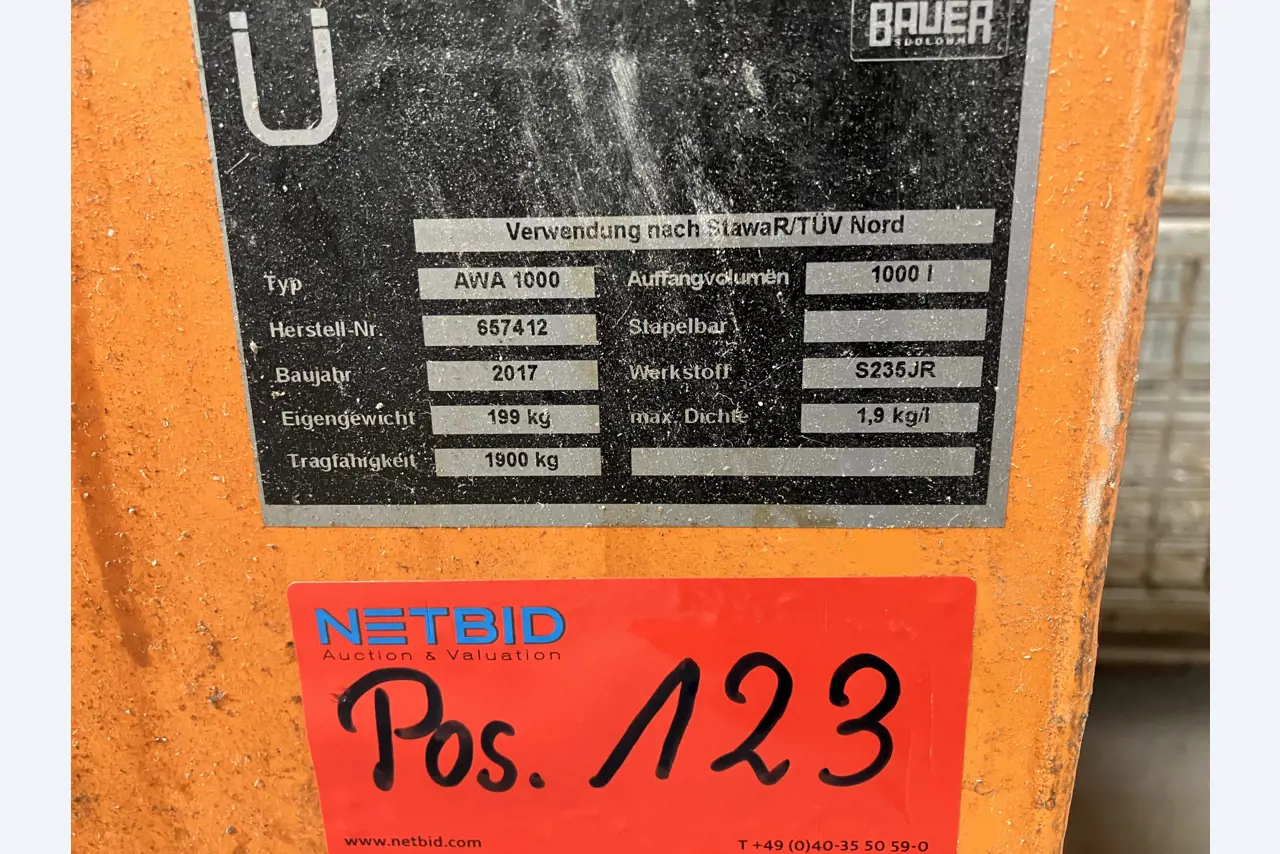 Ü
BAUER
SÜDLOHN
Verwendung nach StawaR/TÜV Nord
Typ AWA 1000 Auffangvolumen 1000 l
Herstell-Nr. 657412 Stapelbar
Baujahr 2017 Werkstoff S235JR
Eigengewicht 199 kg max. Dichte 1,9 kg/l
Tragfähigkeit 1900 kg
NETBID
Auction & Valuation
Pos. 123
www.netbid.com T +49 (0)40-35 50 59-0